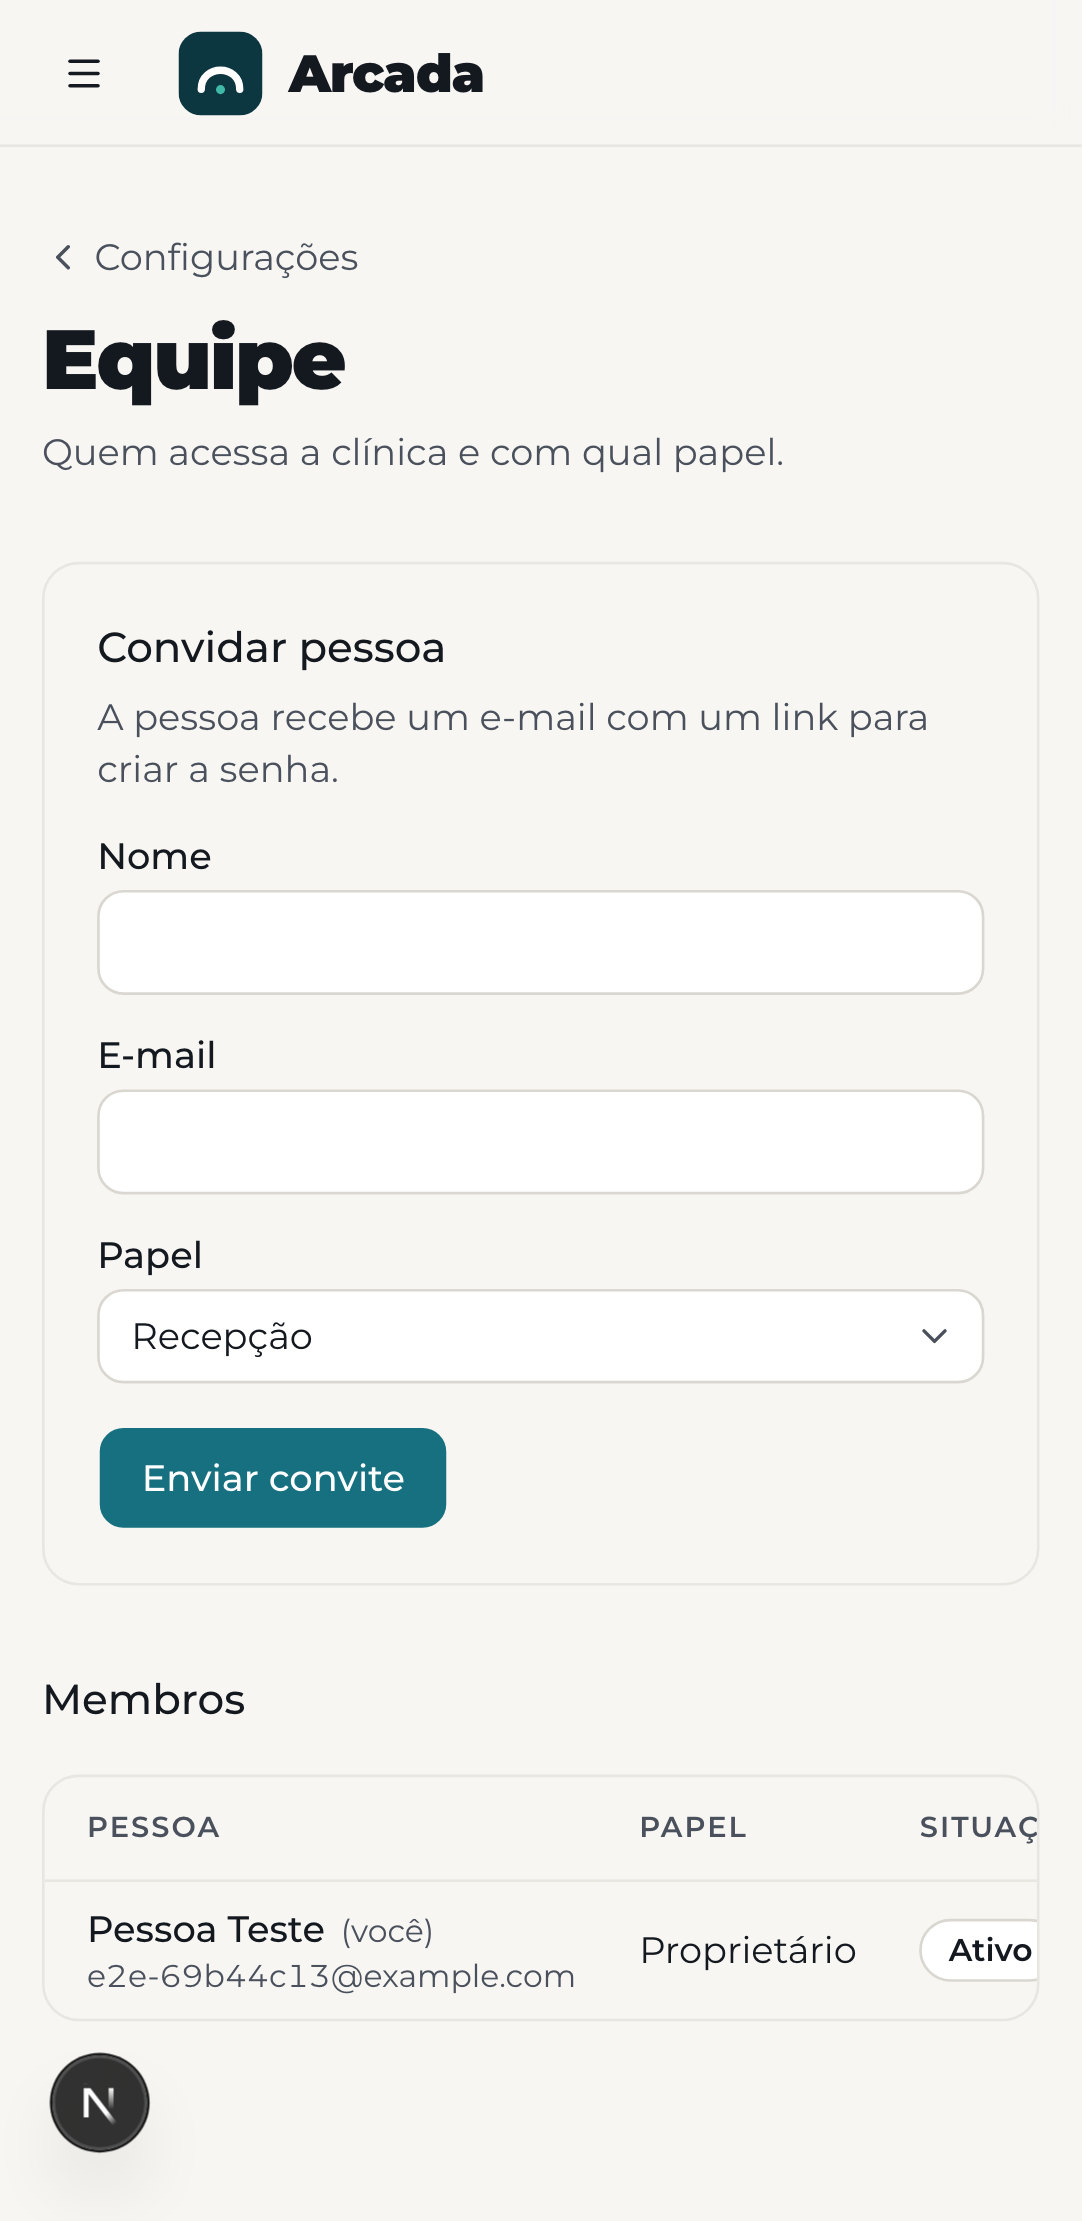 Arcada
Configurações
Equipe
Quem acessa a clínica e com qual papel.
Convidar pessoa
A pessoa recebe um e-mail com um link para
criar a senha.
Nome
E-mail
Papel
Recepção
Enviar convite
Membros
PESSOA PAPEL SITUAÇ
Pessoa Teste (você)
e2e-69b44c13@example.com
Proprietário
Ativo
N